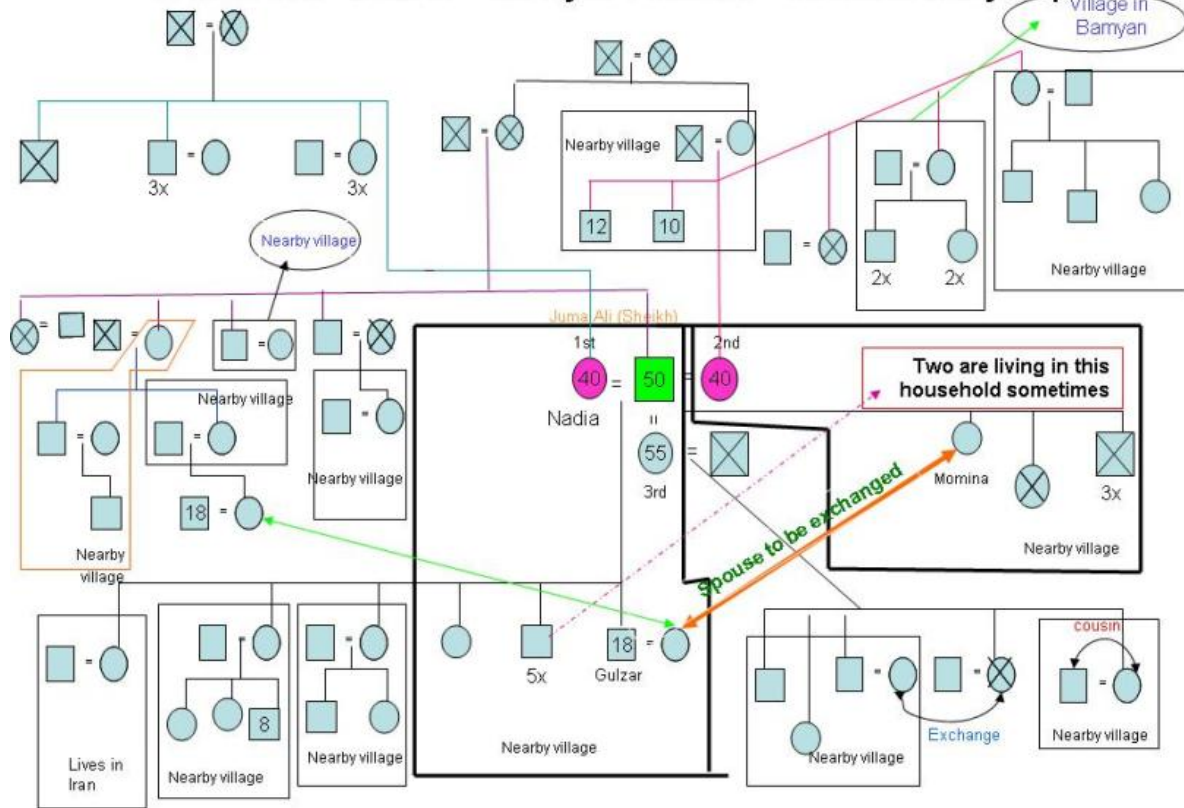 Village in
Bamyan
=
=
=
=
Nearby village
=
=
=
3x
3x
12
10
=
=
2x
2x
Nearby village
Nearby village
Juma Ali (Sheikh)
1st
2nd
=
=
=
=
40
=
50
=
40
Two are living in this
household sometimes
Nearby village
Nadia
=
=
=
=
55
=
3rd
Momina
3x
Nearby village
18
=
Spouse to be exchanged
Nearby village
Nearby
village
=
=
=
18
=
cousin
5x
Gulzar
=
=
=
8
Exchange
Nearby village
Nearby village
Nearby village
Nearby village
Nearby village
Lives in
Iran